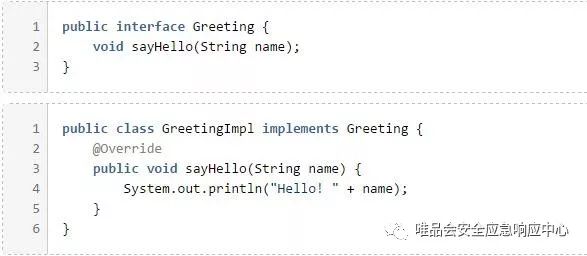 1 public interface Greeting {
2     void sayHello(String name);
3 }
1 public class GreetingImpl implements Greeting {
2     @Override
3     public void sayHello(String name) {
4         System.out.println("Hello! " + name);
5     }
6 }
唯品会安全应急响应中心